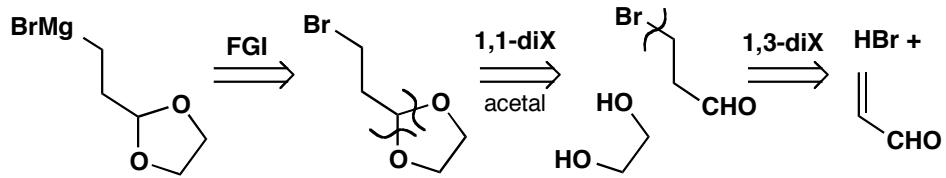 BrMg
O
O
FGI
Br
O
O
1,1-diX
acetal
Br
CHO
HO
HO
1,3-diX
HBr +
CHO